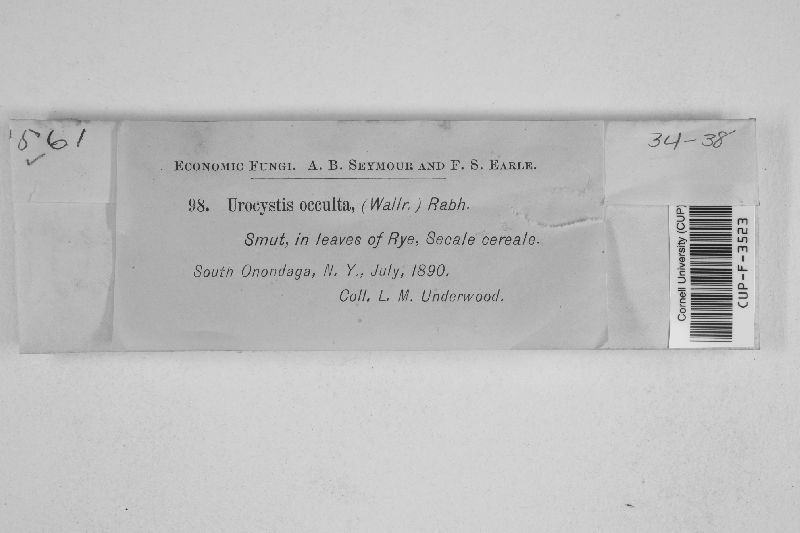 561
34-38
ECONOMIC FUNGI. A. B. SEYMOUR AND F. S. EARLE.
98. Urocystis occulta, (Wallr.) Rabh.
Smut, in leaves of Rye, Secale cereale.
South Onondaga, N. Y., July, 1890.
Coll. L. M. Underwood.
Cornell University (CUP)
CUP-F-3523